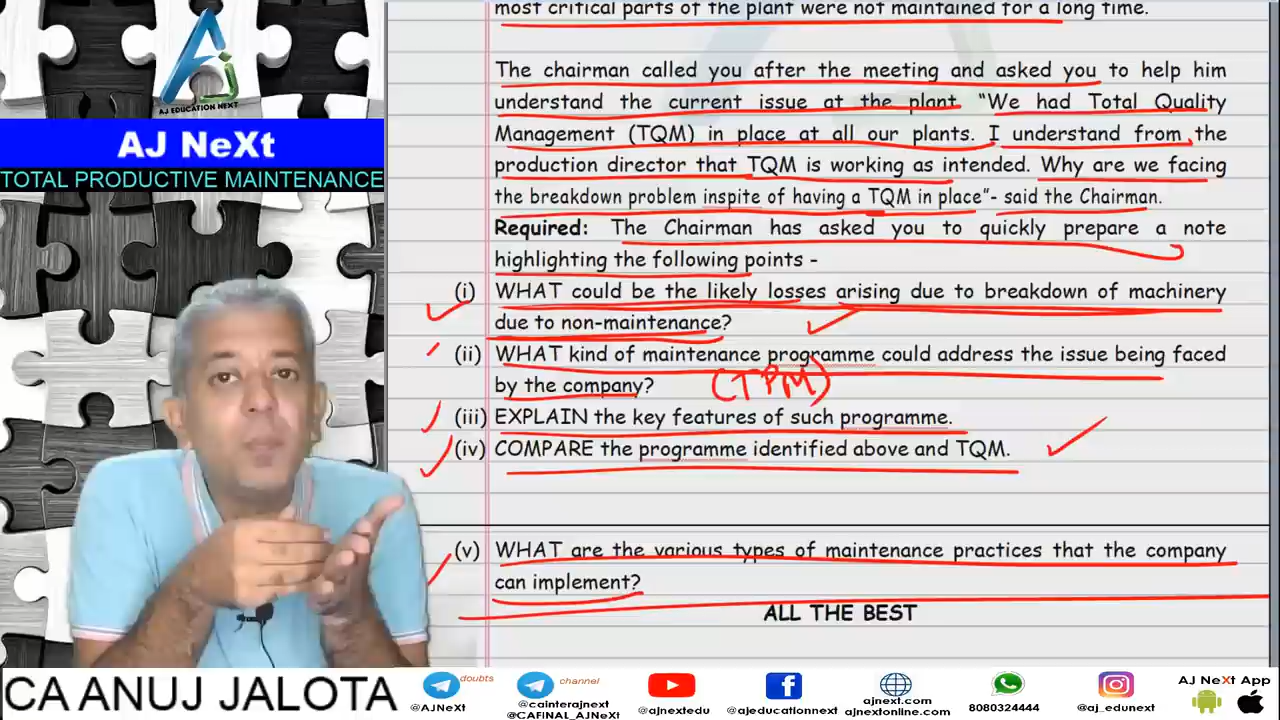 most critical parts of the plant were not maintained for a long time.
AJ EDUCATION NEXT
AJ NeXt
TOTAL PRODUCTIVE MAINTENANCE
The chairman called you after the meeting and asked you to help him
understand the current issue at the plant "We had Total Quality
Management (TQM) in place at all our plants. I understand from the
production director that TQM is working as intended. Why are we facing
the breakdown problem inspite of having a TQM in place"- said the Chairman.
Required: The Chairman has asked you to quickly prepare a note
highlighting the following points -
(i) WHAT could be the likely losses arising due to breakdown of machinery
due to non-maintenance?
(ii) WHAT kind of maintenance programme could address the issue being faced
by the company? (TPM)
(iii) EXPLAIN the key features of such programme.
(iv) COMPARE the programme identified above and TQM.
(v) WHAT are the various types of maintenance practices that the company
can implement?
ALL THE BEST
CA ANUJ JALOTA
doubts
@AJNeXt
channel
@cainterajnext
@CAFINAL_AJNeXt
@ajnextedu
@ajeducationnext
ajnext.com
ajnextonline.com
8080324444
@aj_edunext
AJ NeXt App